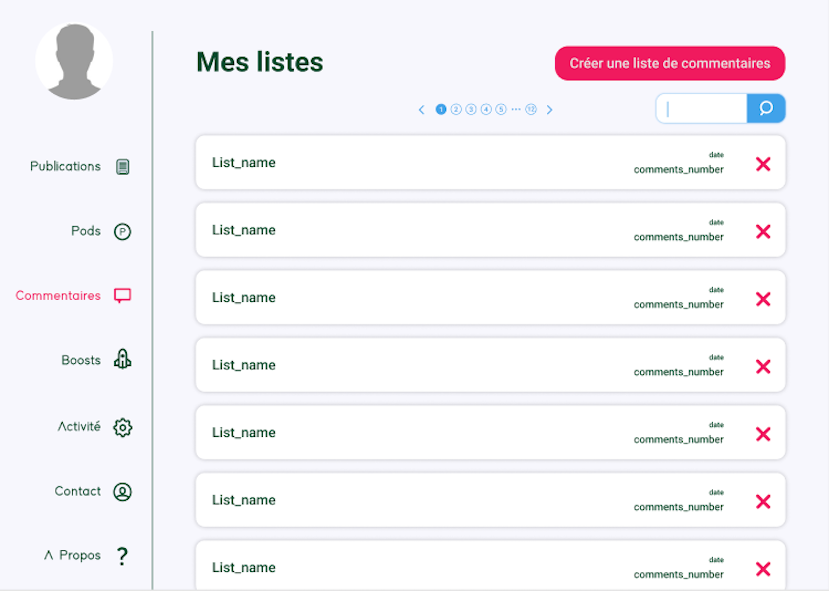 Mes listes
Créer une liste de commentaires
1 2 3 4 5 ··· 12
Publications
Pods
P
Commentaires
Boosts
Λctivité
Contact
Λ Propos
?
List_name
date
comments_number
List_name
date
comments_number
List_name
date
comments_number
List_name
date
comments_number
List_name
date
comments_number
List_name
date
comments_number
List_name
date
comments_number